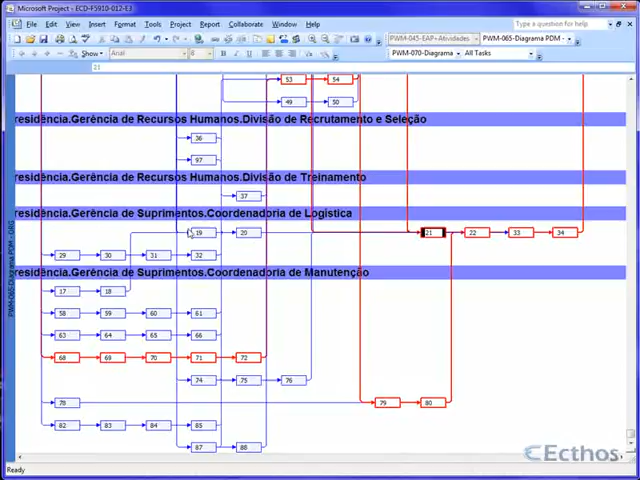 Microsoft Project - ECD-F5910-012-E3
File Edit View Insert Format Tools Project Report Collaborate Window Help
Type a question for help
PWM-045-EAP+Atividades PWM-065-Diagrama PDM -
Show Arial 8 B I U PWM-070-Diagrama All Tasks
21
53 54
49 50
residência.Gerência de Recursos Humanos.Divisão de Recrutamento e Seleção
36
97
residência.Gerência de Recursos Humanos.Divisão de Treinamento
37
residência.Gerência de Suprimentos.Coordenadoria de Logística
19 20 21 22 33 34
29 30 31 32
residência.Gerência de Suprimentos.Coordenadoria de Manutenção
17 18
58 59 60 61
63 64 65 66
68 69 70 71 72
74 75 76
78 79 80
82 83 84 85
87 88
PWM-065-Diagrama PDM - GRG
Ecthos
Ready